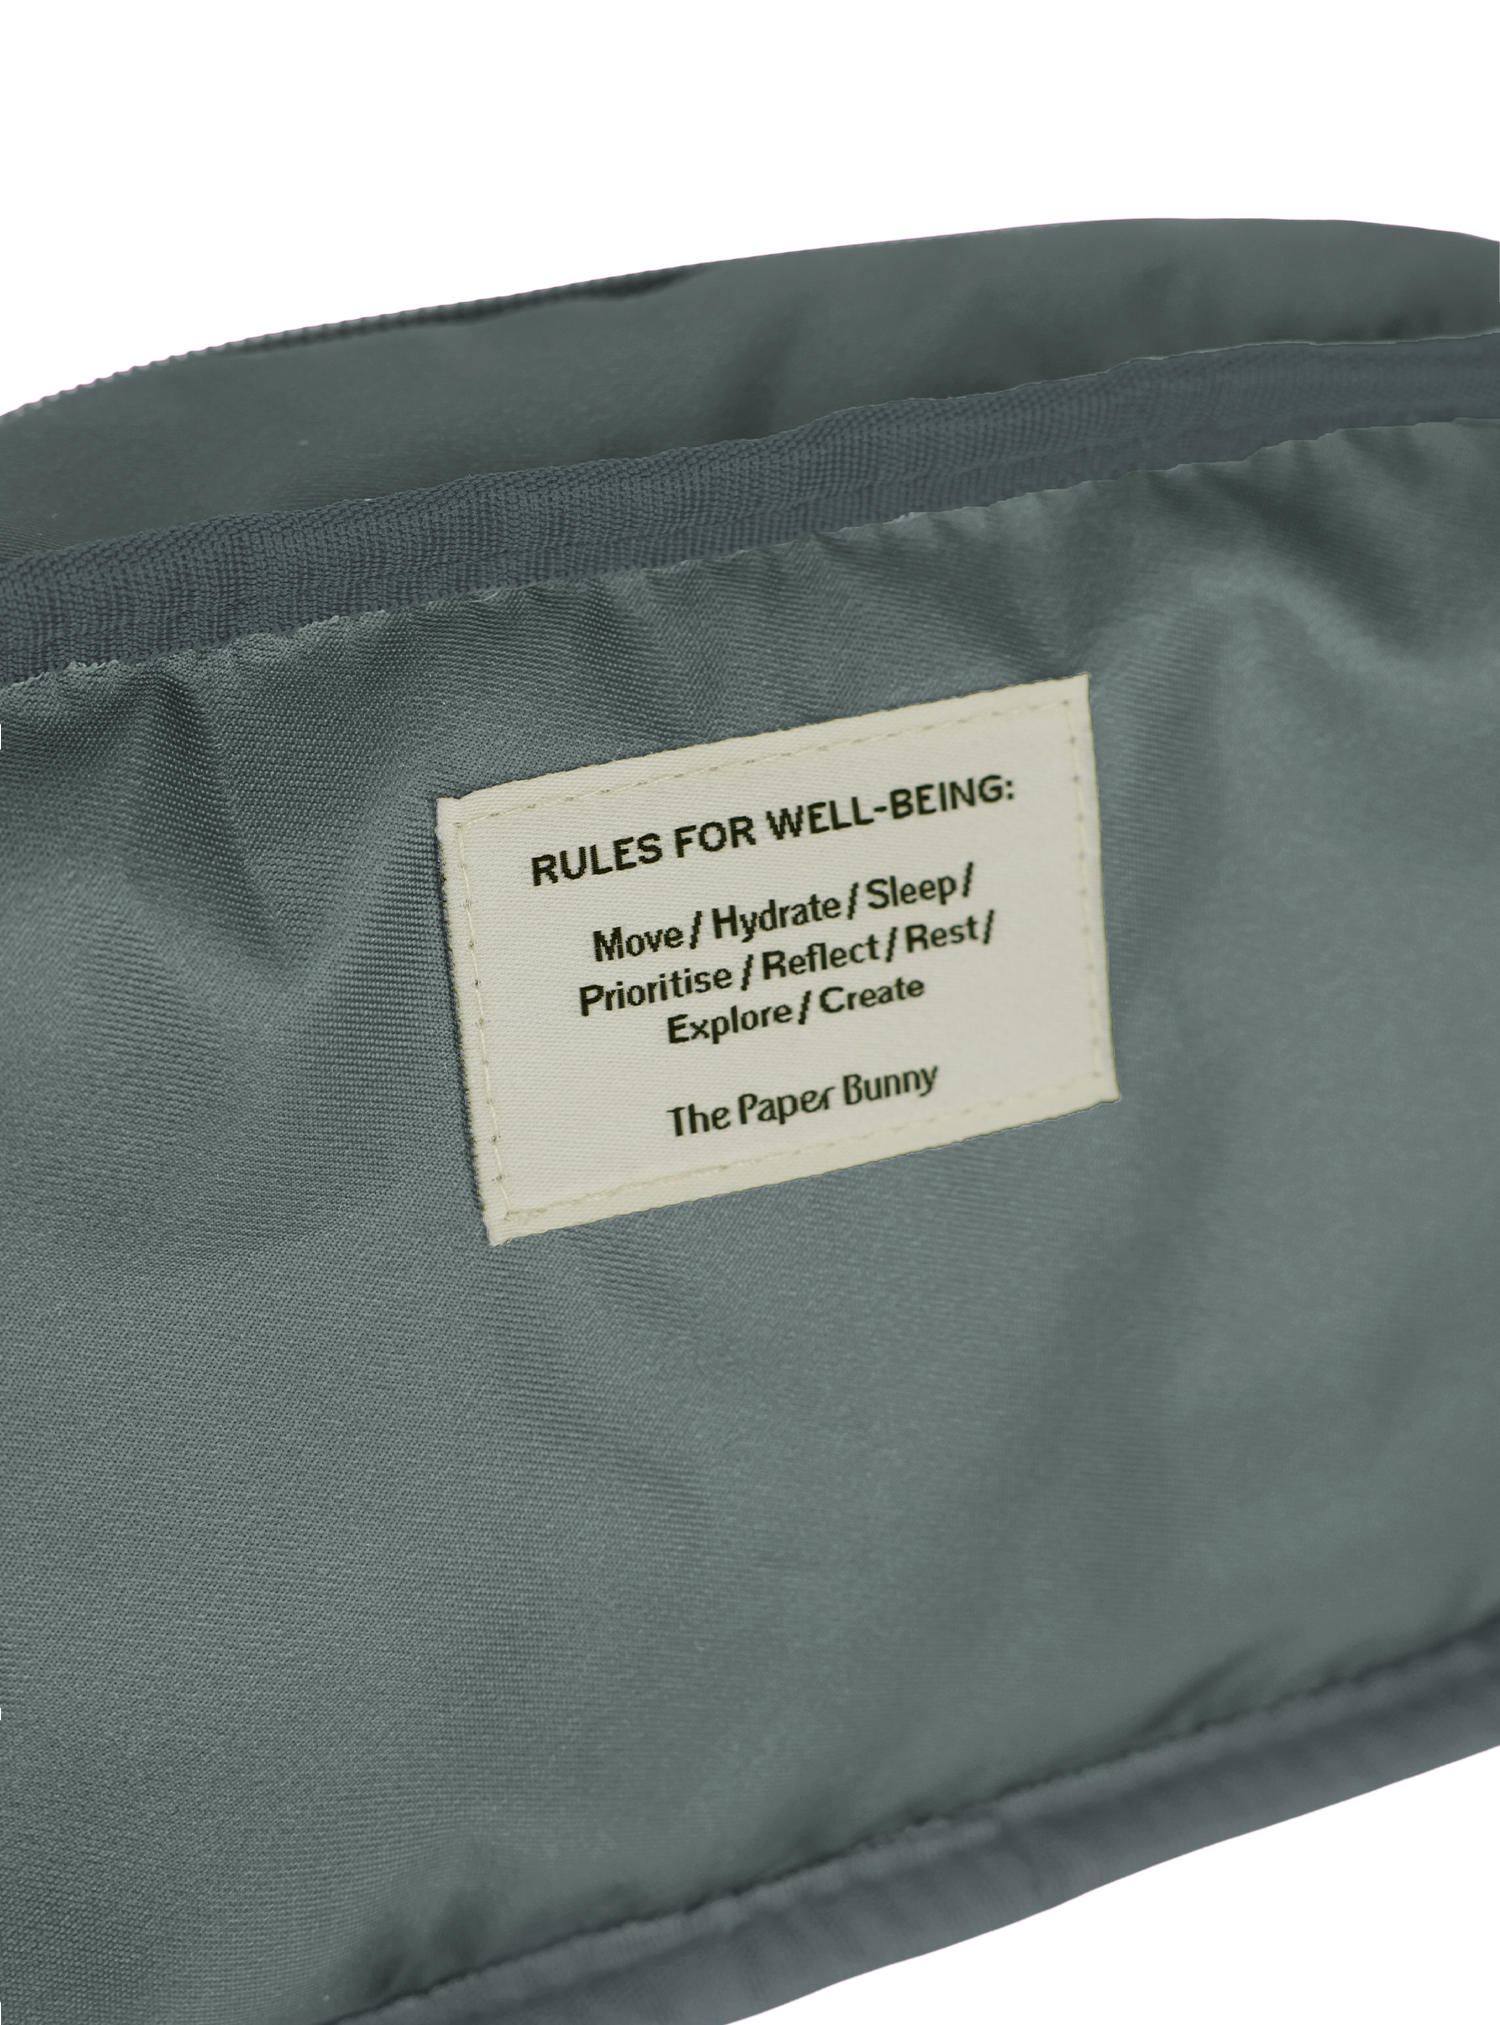 RULES FOR WELL-BEING:
Move / Hydrate / Sleep /
Prioritise / Reflect / Rest /
Explore / Create
The Paper Bunny